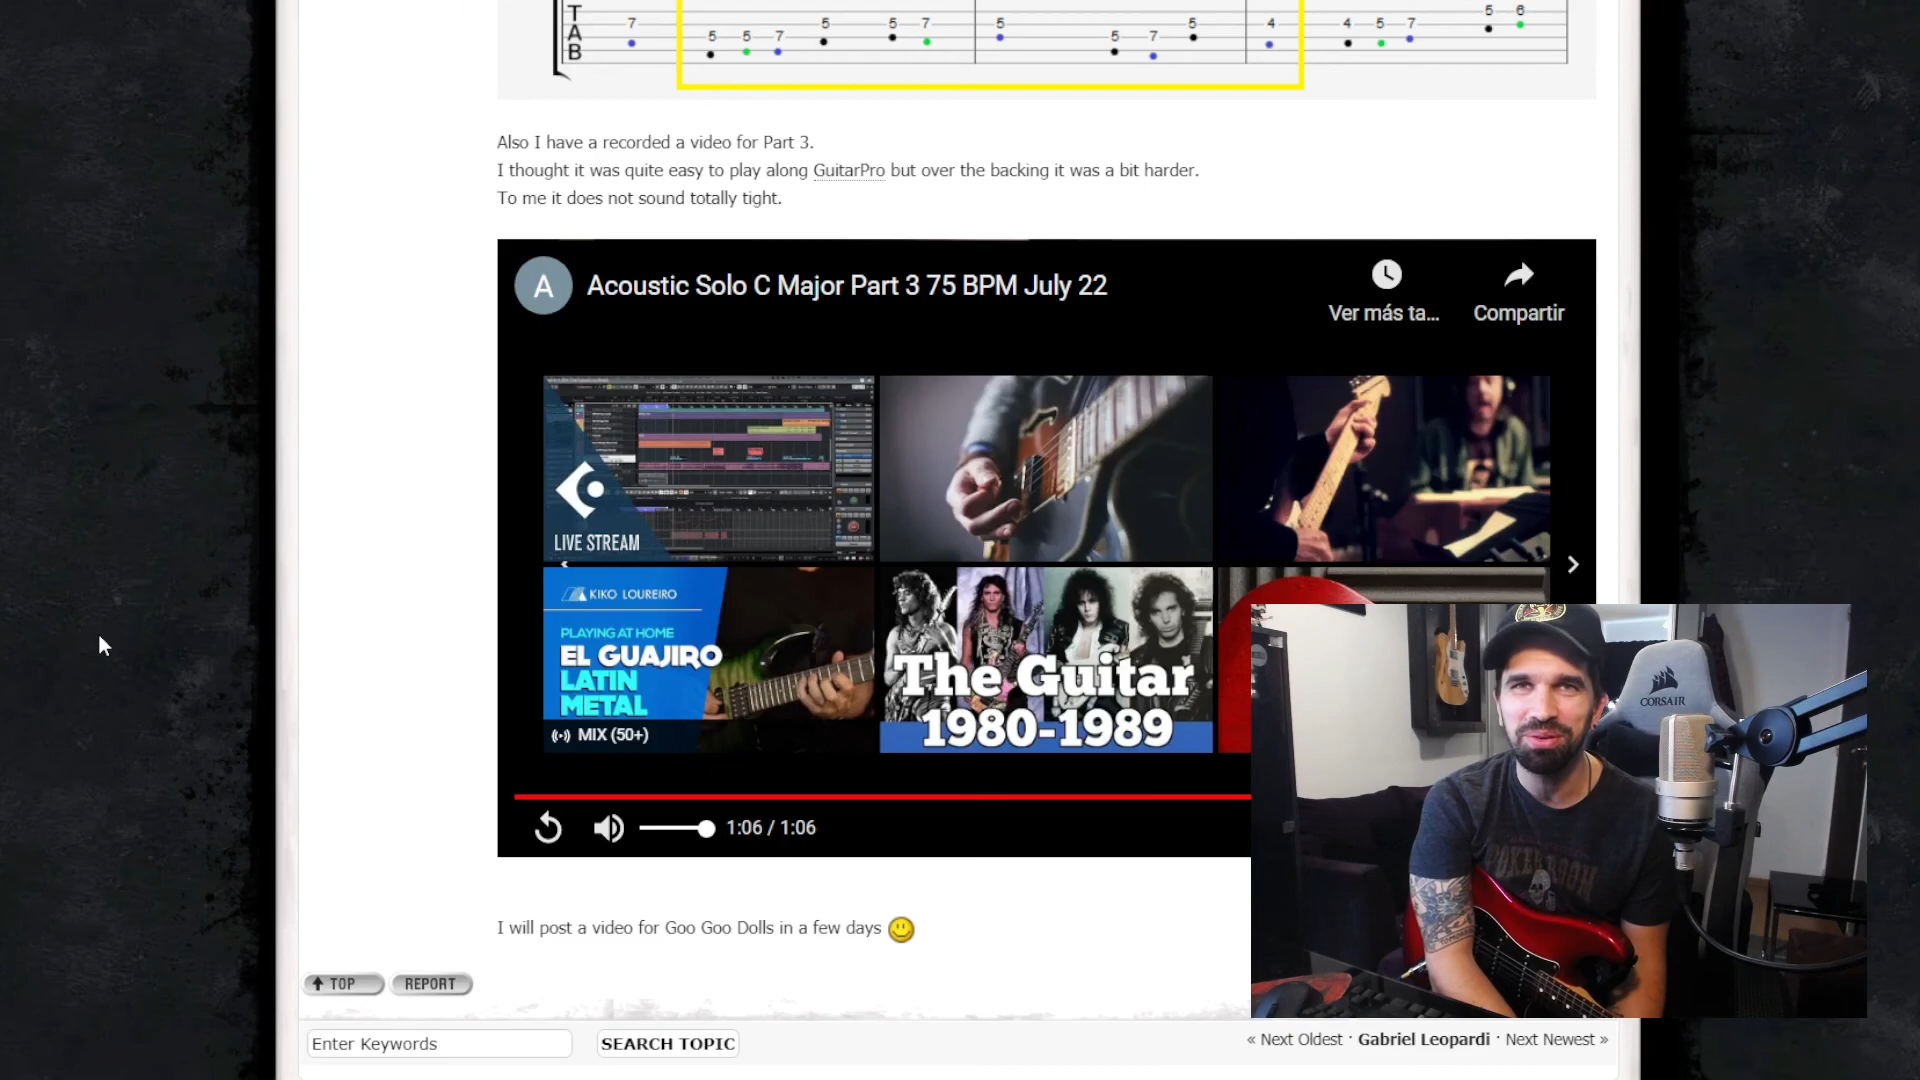 T
A
B
7 5 5 7 5 5 7 5 5 7 5 4 4 5 7 5 6
Also I have a recorded a video for Part 3.
I thought it was quite easy to play along GuitarPro but over the backing it was a bit harder.
To me it does not sound totally tight.
A
Acoustic Solo C Major Part 3 75 BPM July 22
Ver más ta...
Compartir
LIVE STREAM
KIKO LOUREIRO
PLAYING AT HOME
EL GUAJIRO
LATIN
METAL
MIX (50+)
The Guitar
1980-1989
CORSAIR
1:06 / 1:06
I will post a video for Goo Goo Dolls in a few days
TOP
REPORT
Enter Keywords
SEARCH TOPIC
« Next Oldest · Gabriel Leopardi · Next Newest »